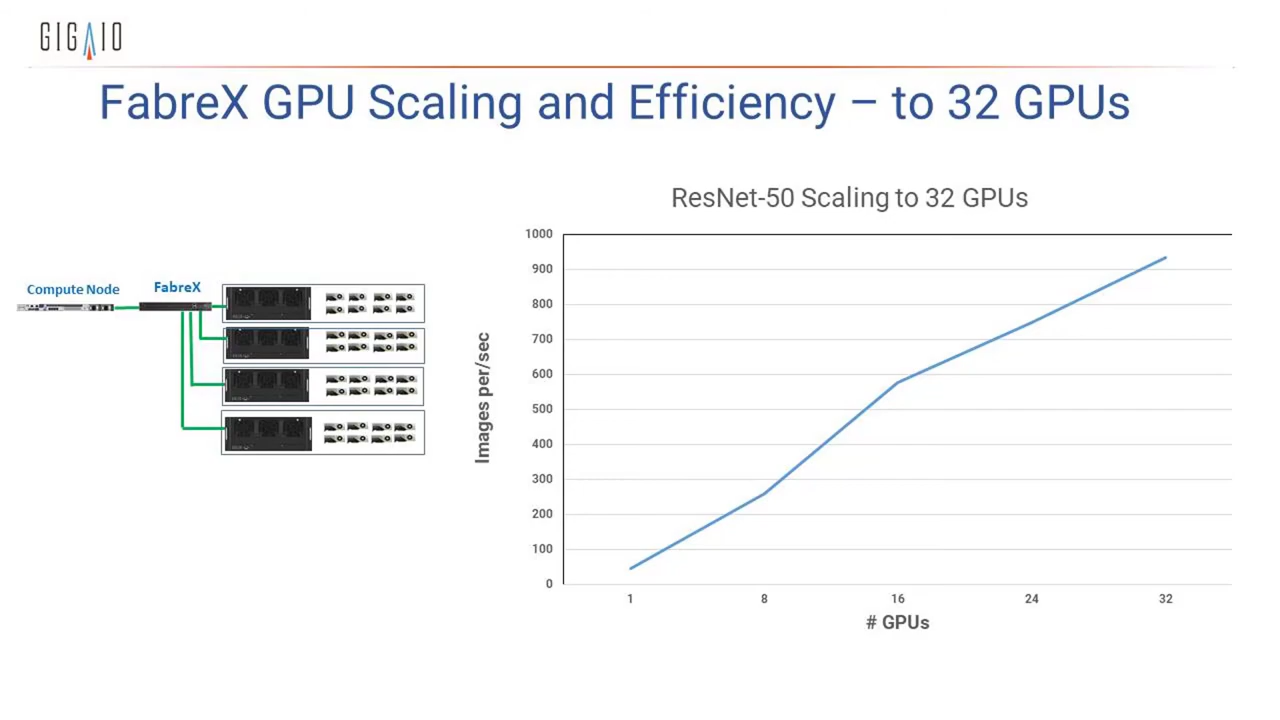 GIGAIO
FabreX GPU Scaling and Efficiency – to 32 GPUs
Compute Node
FabreX
ResNet-50 Scaling to 32 GPUs
Images per/sec
1000
900
800
700
600
500
400
300
200
100
0
1 8 16 24 32
# GPUs